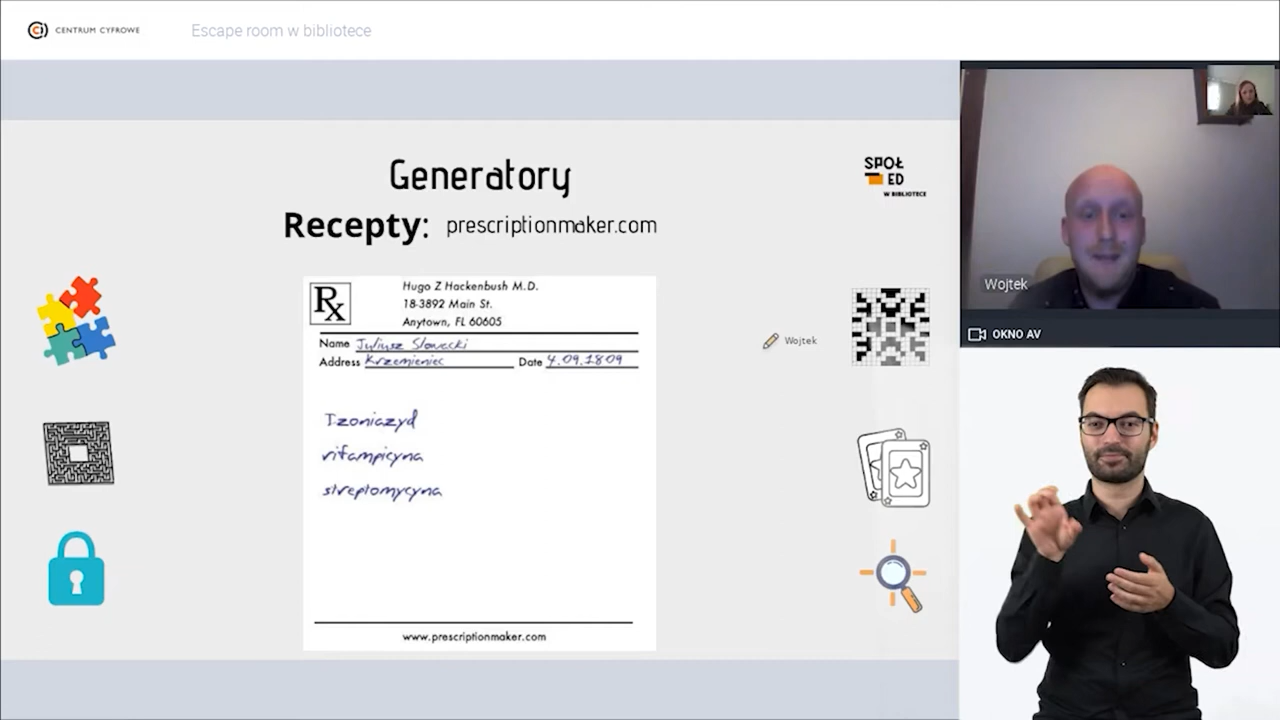 CENTRUM CYFROWE
Escape room w bibliotece
Generatory
Recepty: prescriptionmaker.com
SPOŁ
ED
W BIBLIOTECE
Rx
Hugo Z Hackenbush M.D.
18-3892 Main St.
Anytown, FL 60605
Name Juliusz Słowacki
Address Krzemieniec Date 4.09.1809
Izoniazyd
rifampicyna
streptomycyna
www.prescriptionmaker.com
Wojtek
Wojtek
OKNO AV